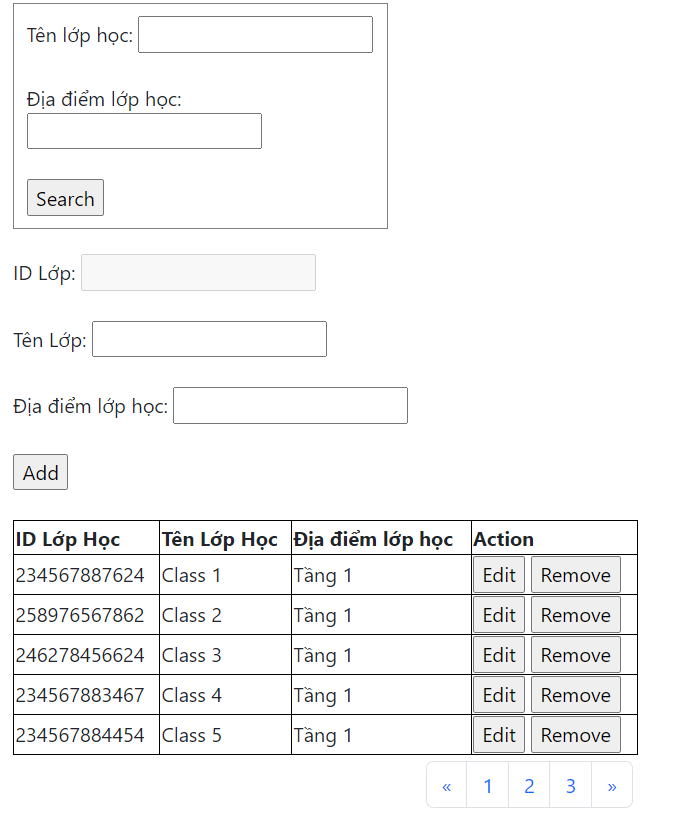 Tên lớp học:
Địa điểm lớp học:
Search
ID Lớp:
Tên Lớp:
Địa điểm lớp học:
Add
ID Lớp Học Tên Lớp Học Địa điểm lớp học Action
234567887624 Class 1 Tầng 1 Edit Remove
258976567862 Class 2 Tầng 1 Edit Remove
246278456624 Class 3 Tầng 1 Edit Remove
234567883467 Class 4 Tầng 1 Edit Remove
234567884454 Class 5 Tầng 1 Edit Remove
« 1 2 3 »